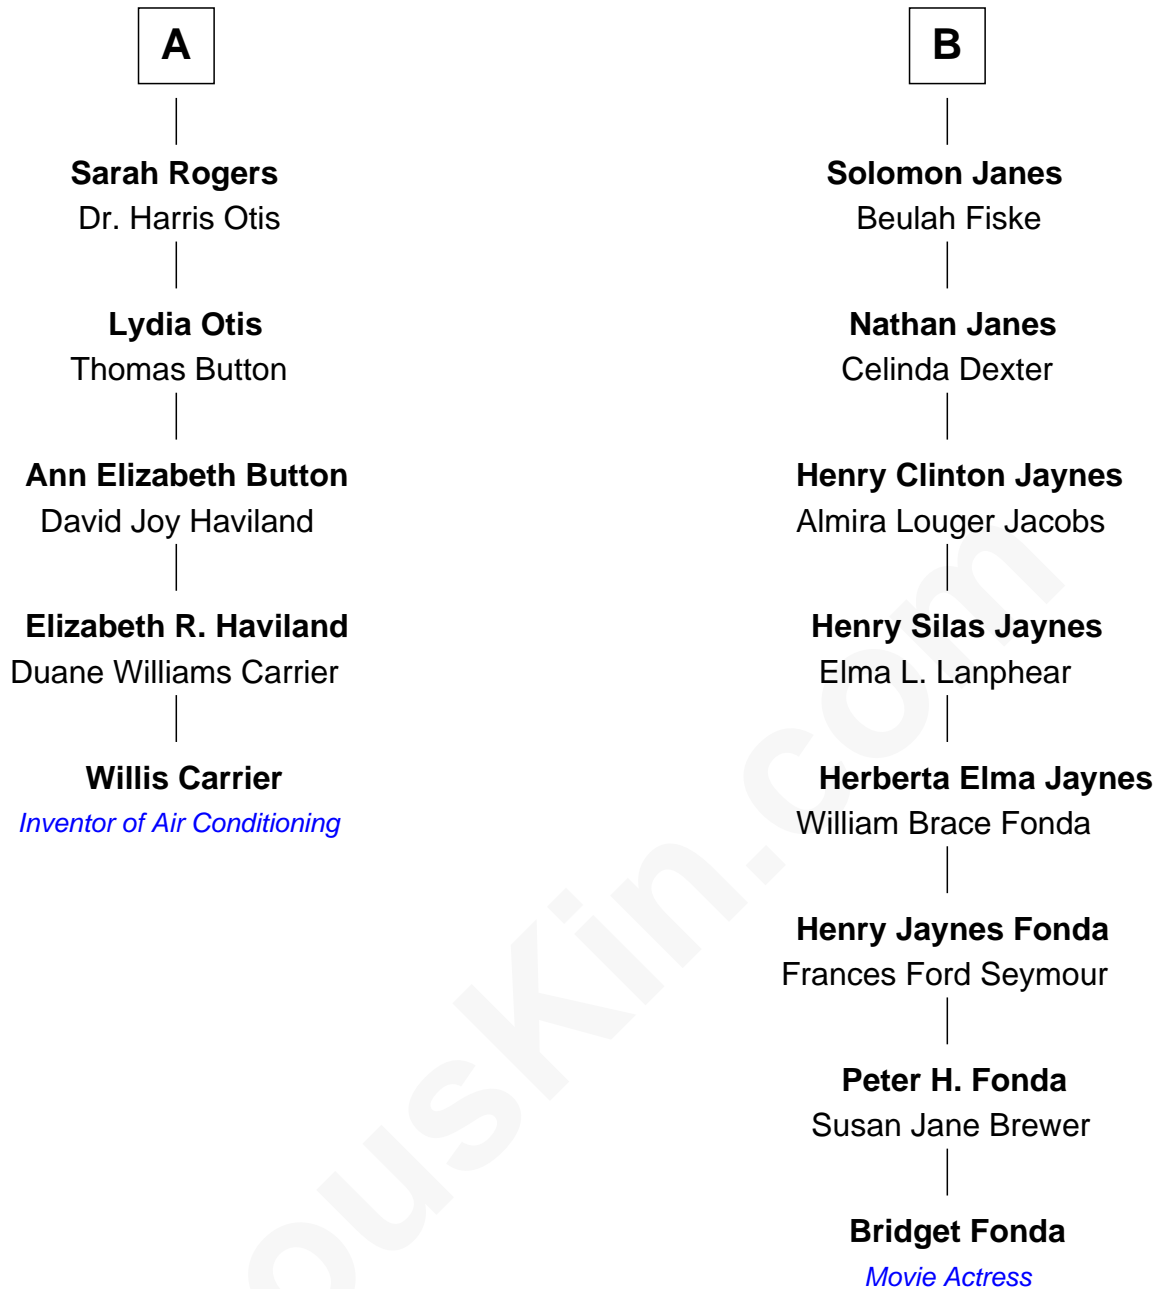 A
Sarah Rogers
Dr. Harris Otis
Lydia Otis
Thomas Button
Ann Elizabeth Button
David Joy Haviland
Elizabeth R. Haviland
Duane Williams Carrier
Willis Carrier
Inventor of Air Conditioning
B
Solomon Janes
Beulah Fiske
Nathan Janes
Celinda Dexter
Henry Clinton Jaynes
Almira Louger Jacobs
Henry Silas Jaynes
Elma L. Lanphear
Herberta Elma Jaynes
William Brace Fonda
Henry Jaynes Fonda
Frances Ford Seymour
Peter H. Fonda
Susan Jane Brewer
Bridget Fonda
Movie Actress
ousKin.com